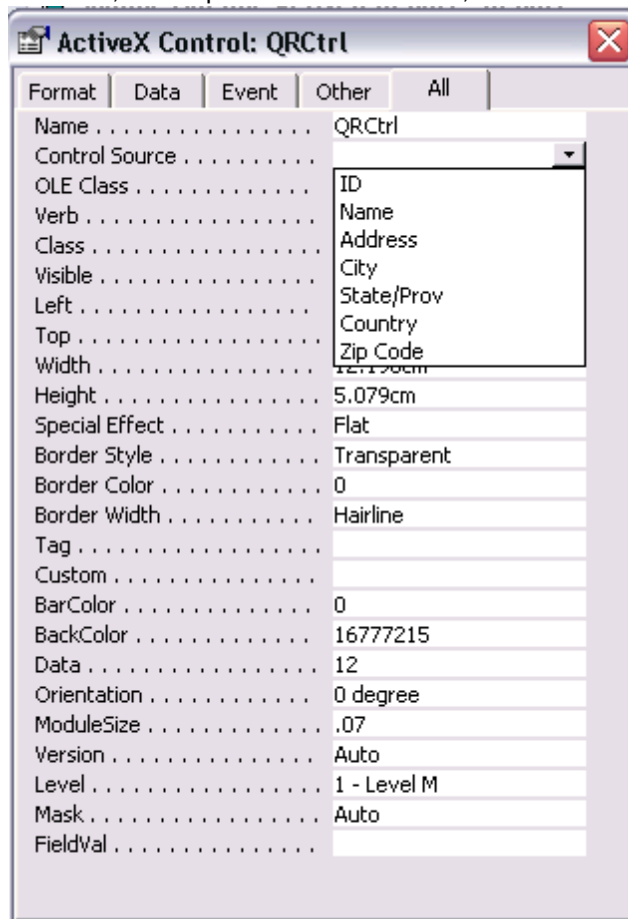 ActiveX Control: QRCtrl
Format Data Event Other All
Name . . . . . . . . . . . . . . . . QRCtrl
Control Source . . . . . . . . . .
OLE Class . . . . . . . . . . . . . ID
Verb . . . . . . . . . . . . . . . . . Name
Class . . . . . . . . . . . . . . . . . Address
Visible . . . . . . . . . . . . . . . . City
Left . . . . . . . . . . . . . . . . . State/Prov
Top . . . . . . . . . . . . . . . . . . Country
Width . . . . . . . . . . . . . . . . Zip Code
Height . . . . . . . . . . . . . . . . 5.079cm
Special Effect . . . . . . . . . . . Flat
Border Style . . . . . . . . . . . . Transparent
Border Color . . . . . . . . . . . . 0
Border Width . . . . . . . . . . . Hairline
Tag . . . . . . . . . . . . . . . . . .
Custom . . . . . . . . . . . . . . .
BarColor . . . . . . . . . . . . . . 0
BackColor . . . . . . . . . . . . . 16777215
Data . . . . . . . . . . . . . . . . . 12
Orientation . . . . . . . . . . . . 0 degree
ModuleSize . . . . . . . . . . . . . .07
Version . . . . . . . . . . . . . . . Auto
Level . . . . . . . . . . . . . . . . . 1 - Level M
Mask . . . . . . . . . . . . . . . . . Auto
FieldVal . . . . . . . . . . . . . . .